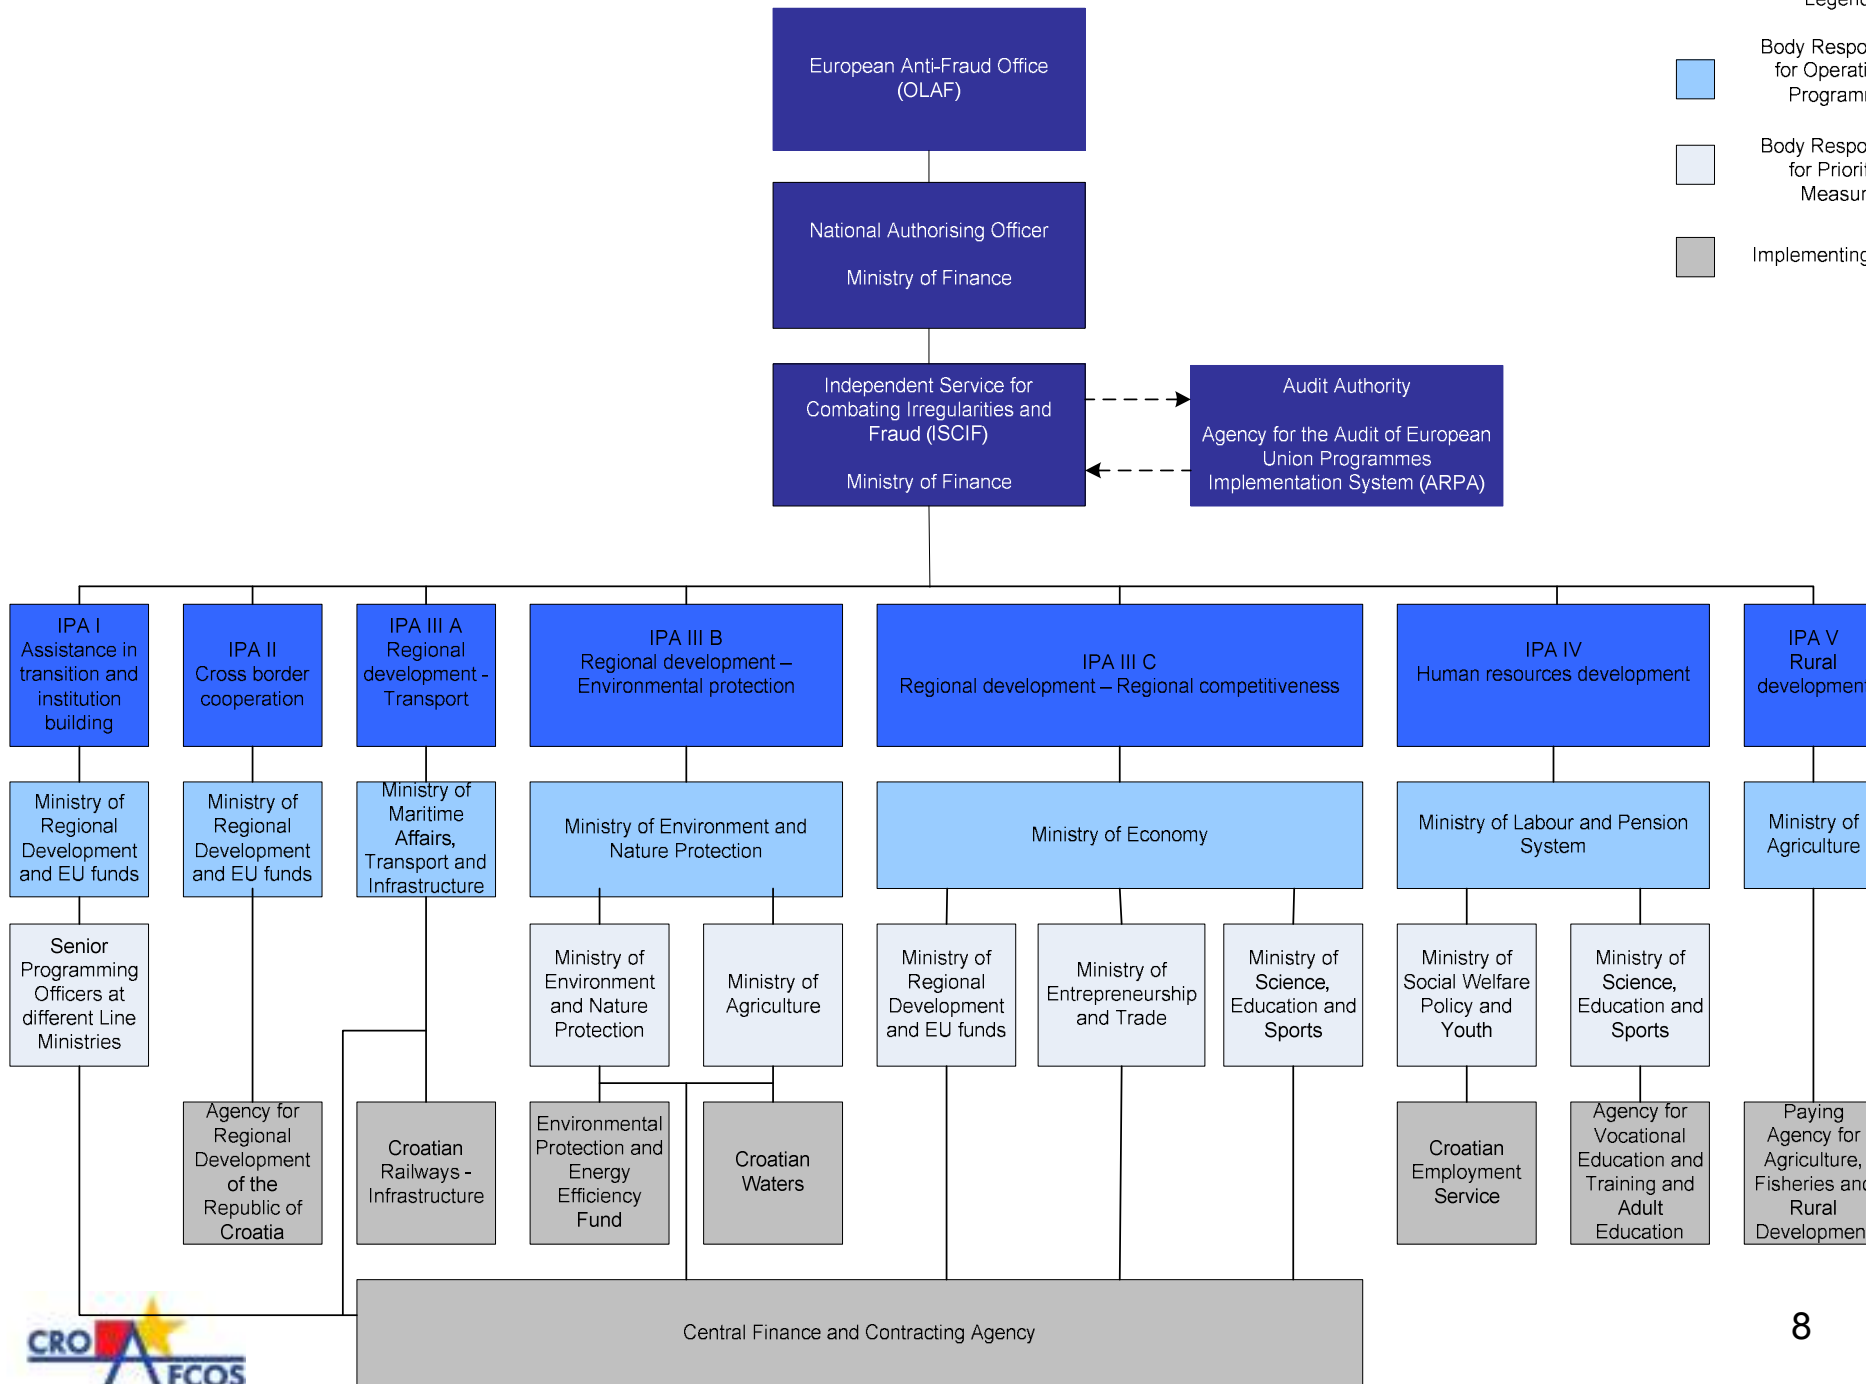 European Anti-Fraud Office
(OLAF)
National Authorising Officer
Ministry of Finance
Independent Service for
Combating Irregularities and
Fraud (ISCIF)
Ministry of Finance
Audit Authority
Agency for the Audit of European
Union Programmes
Implementation System (ARPA)
Body
for
for
Implementing
IPA I
Assistance in
transition and
institution
building
IPA II
Cross border
cooperation
IPA III A
Regional
development -
Transport
IPA III B
Regional development –
Environmental protection
IPA III C
Regional development – Regional competitiveness
IPA IV
Human resources development
IPA V
Rural
development
Ministry of
Regional
Development
and EU funds
Ministry of
Regional
Development
and EU funds
Ministry of
Maritime
Affairs,
Transport and
Infrastructure
Ministry of Environment and
Nature Protection
Ministry of Economy
Ministry of Labour and Pension
System
Ministry of
Agriculture
Senior
Programming
Officers at
different Line
Ministries
Ministry of
Environment
and Nature
Protection
Ministry of
Agriculture
Ministry of
Regional
Development
and EU funds
Ministry of
Entrepreneurship
and Trade
Ministry of
Science,
Education and
Sports
Ministry of
Social Welfare
Policy and
Youth
Ministry of
Science,
Education and
Sports
Agency for
Regional
Development
of the
Republic of
Croatia
Croatian
Railways -
Infrastructure
Environmental
Protection and
Energy
Efficiency
Fund
Croatian
Waters
Croatian
Employment
Service
Agency for
Vocational
Education and
Training and
Adult
Education
Paying
Agency for
Agriculture,
Fisheries and
Rural
Developmen
Central Finance and Contracting Agency
CRO
AFCOS
8